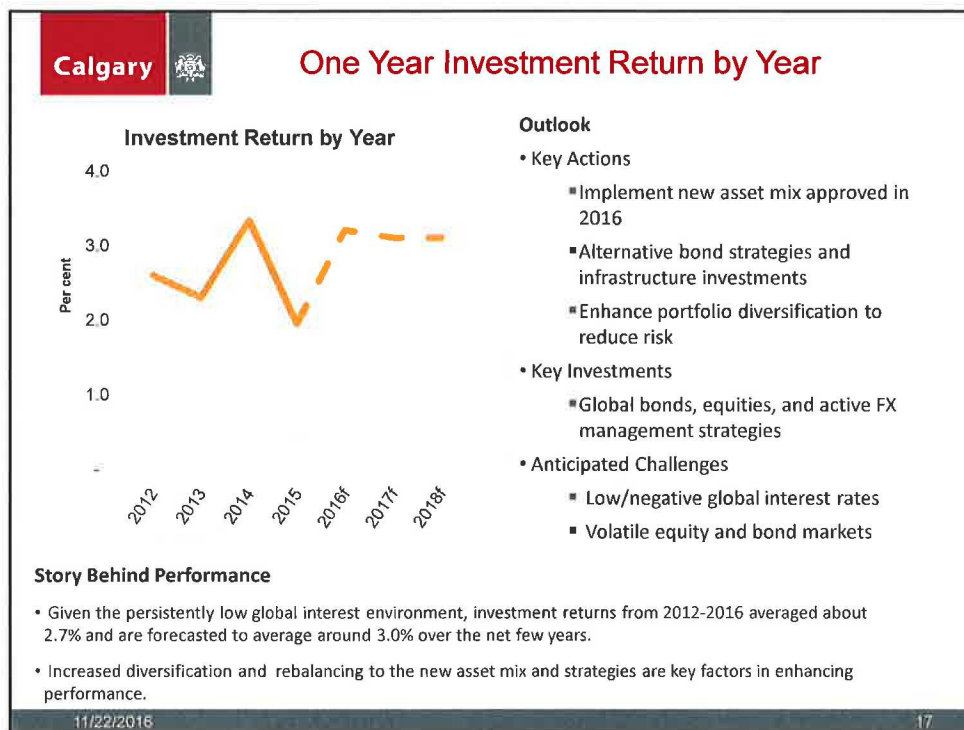 Calgary
One Year Investment Return by Year
Investment Return by Year
4.0
3.0
2.0
1.0
-
Per cent
2012
2013
2014
2015
2016f
2017f
2018f
Outlook
• Key Actions
▪Implement new asset mix approved in
2016
▪Alternative bond strategies and
infrastructure investments
▪Enhance portfolio diversification to
reduce risk
• Key Investments
▪Global bonds, equities, and active FX
management strategies
• Anticipated Challenges
▪ Low/negative global interest rates
▪ Volatile equity and bond markets
Story Behind Performance
• Given the persistently low global interest environment, investment returns from 2012-2016 averaged about
2.7% and are forecasted to average around 3.0% over the net few years.
• Increased diversification and rebalancing to the new asset mix and strategies are key factors in enhancing
performance.
11/22/2016
17